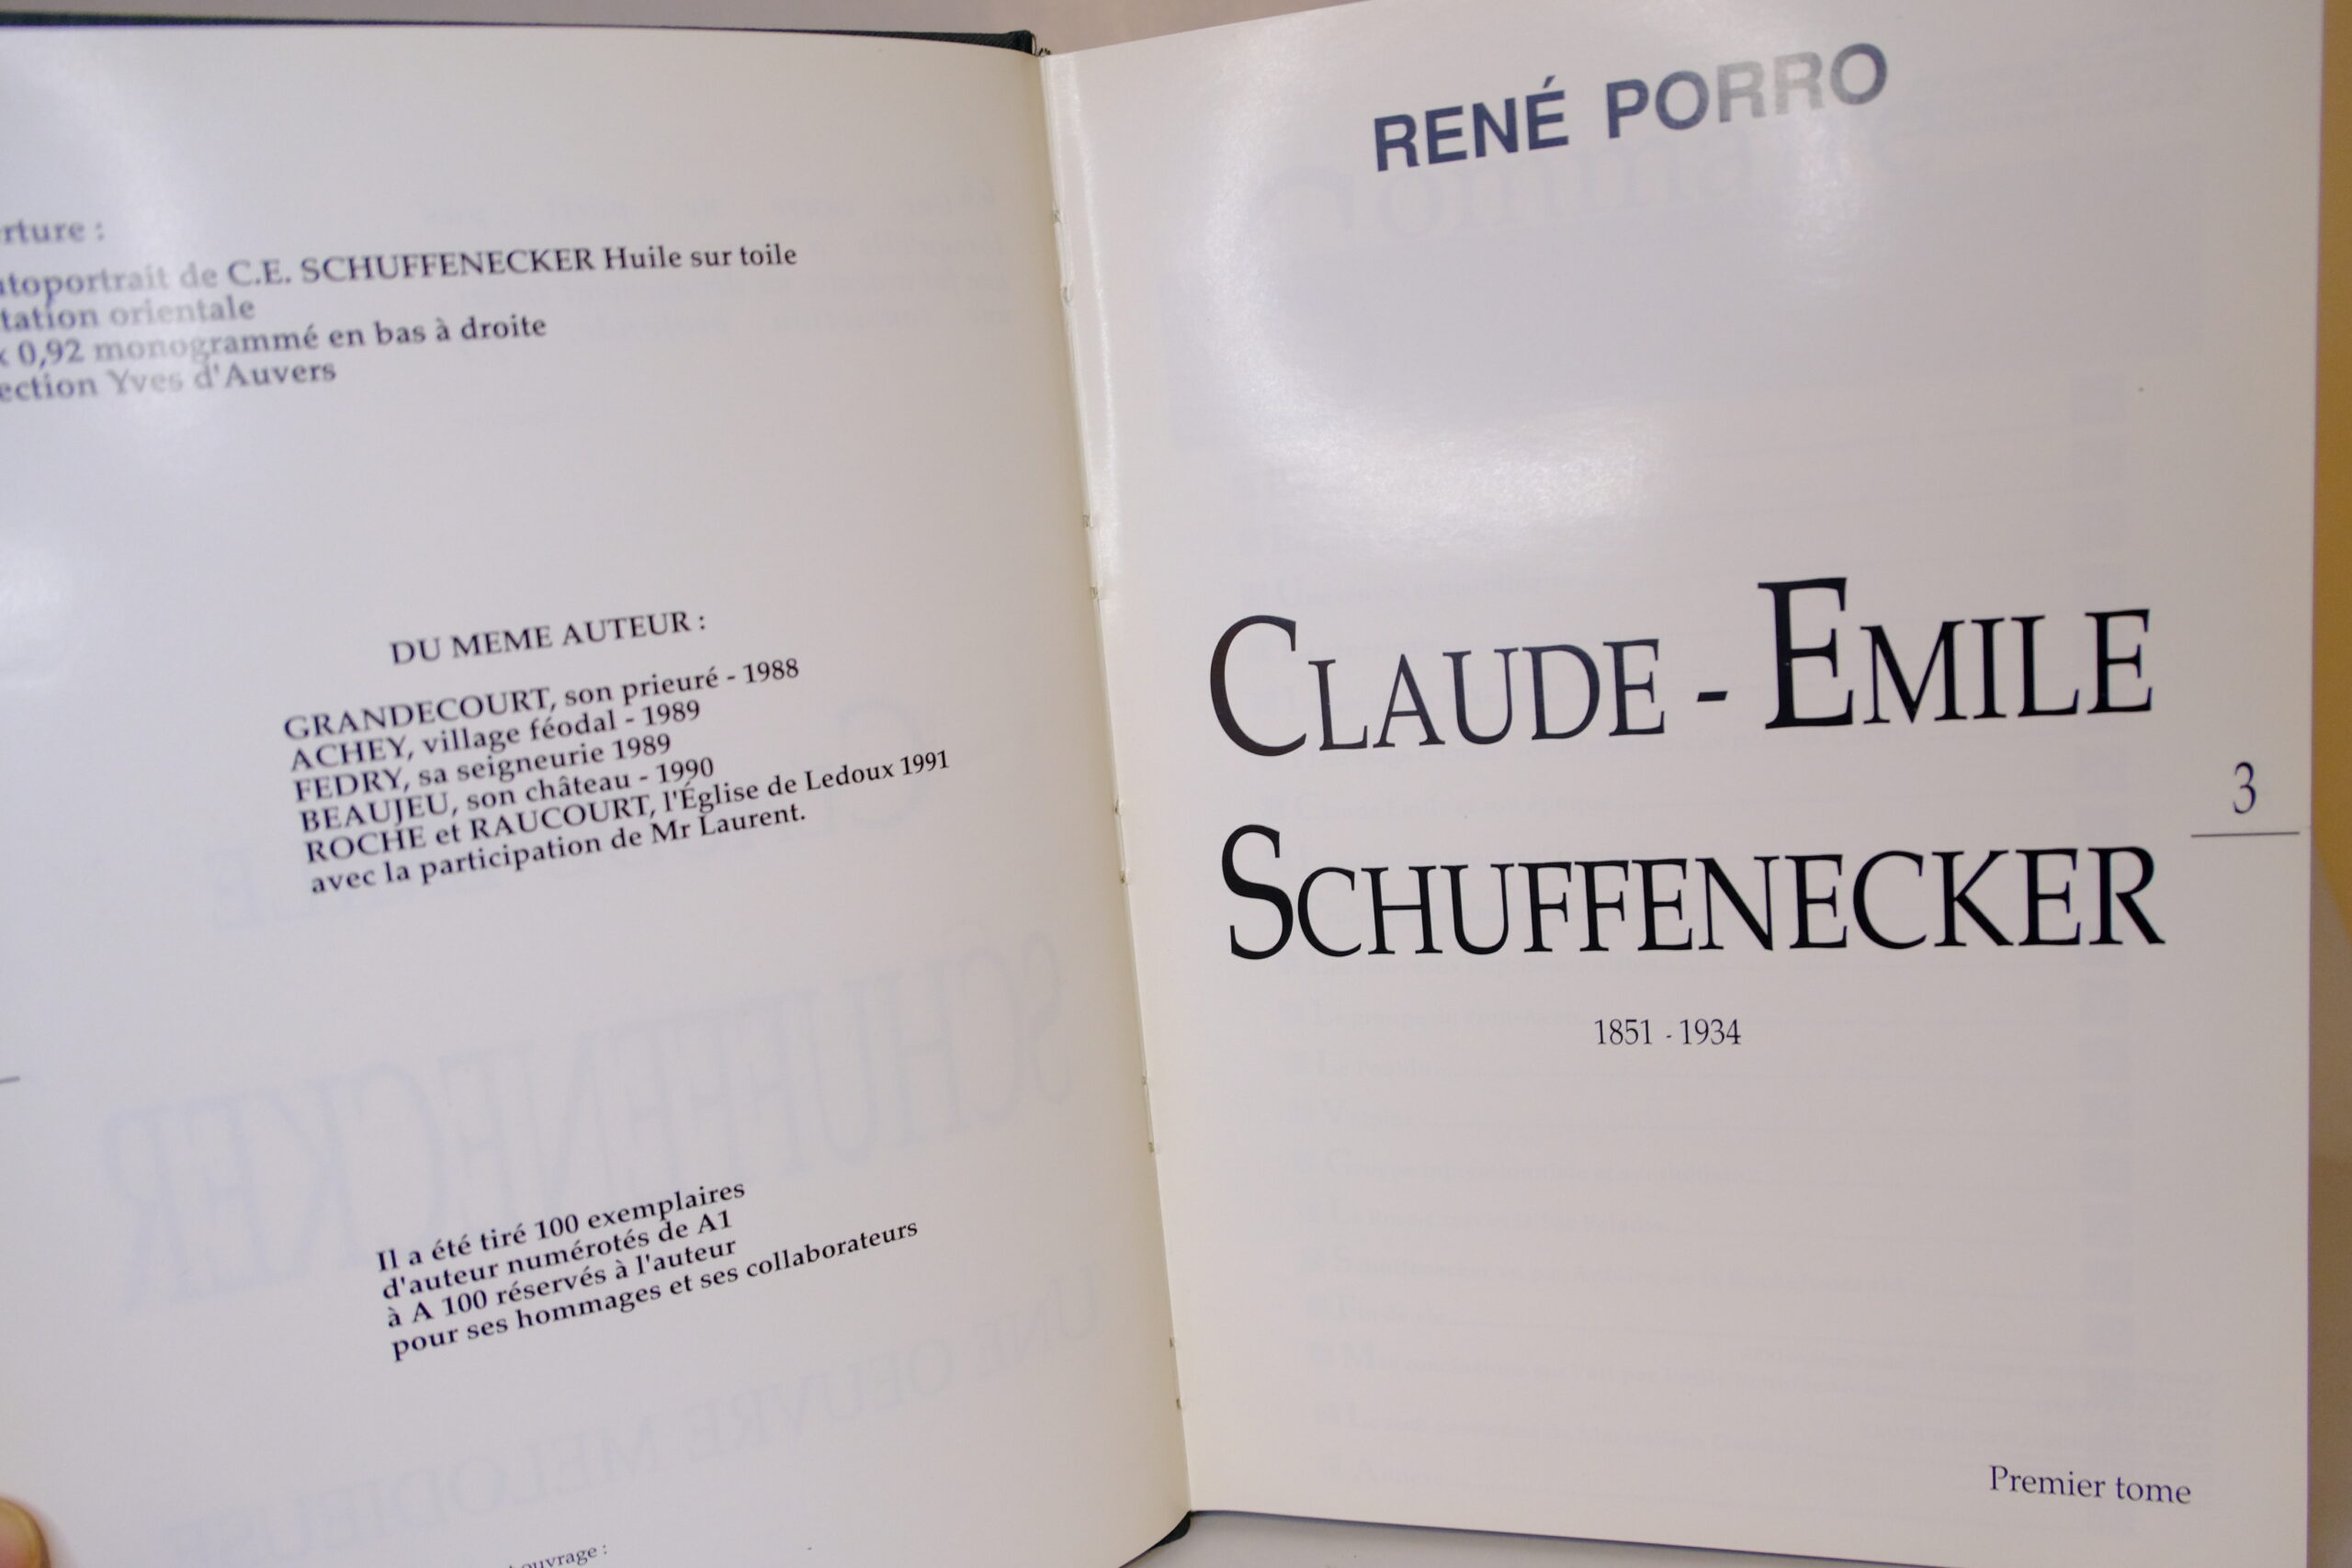 rture :
toportrait de C.E. SCHUFFENECKER Huile sur toile
tation orientale
x 0,92 monogrammé en bas à droite
ection Yves d'Auvers
DU MEME AUTEUR :
GRANDECOURT, son prieuré - 1988
ACHEY, village féodal - 1989
FEDRY, sa seigneurie 1989
BEAUJEU, son château - 1990
ROCHE et RAUCOURT, l'Église de Ledoux 1991
avec la participation de Mr Laurent.
Il a été tiré 100 exemplaires
d'auteur numérotés de A1
à A 100 réservés à l'auteur
pour ses hommages et ses collaborateurs
ouvrage :
RENÉ PORRO
CLAUDE - EMILE
SCHUFFENECKER
1851 - 1934
3
Premier tome